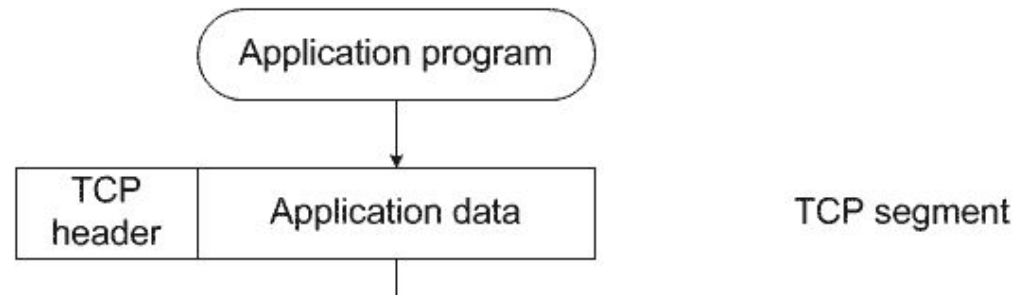 Application program
TCP
header
Application data
TCP segment